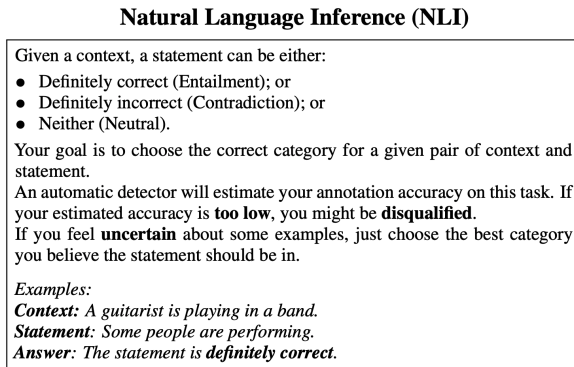 Natural Language Inference (NLI)
Given a context, a statement can be either:
● Definitely correct (Entailment); or
● Definitely incorrect (Contradiction); or
● Neither (Neutral).
Your goal is to choose the correct category for a given pair of context and
statement.
An automatic detector will estimate your annotation accuracy on this task. If
your estimated accuracy is too low, you might be disqualified.
If you feel uncertain about some examples, just choose the best category
you believe the statement should be in.
Examples:
Context: A guitarist is playing in a band.
Statement: Some people are performing.
Answer: The statement is definitely correct.